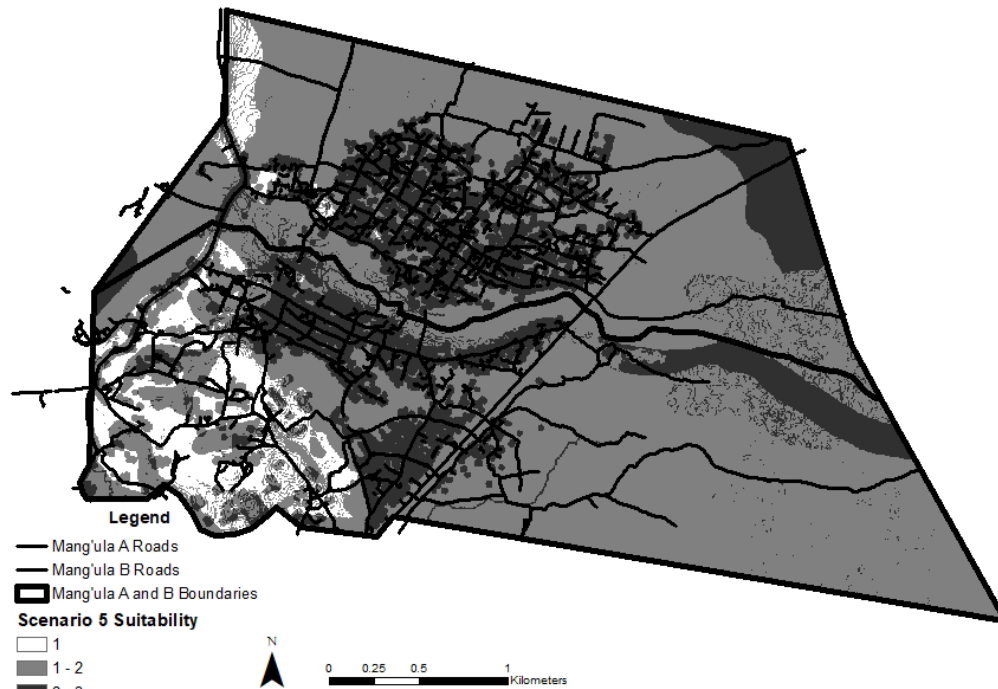 Legend
Mang'ula A Roads
Mang'ula B Roads
Mang'ula A and B Boundaries
Scenario 5 Suitability
1
1 - 2
N
0 0.25 0.5 1
Kilometers